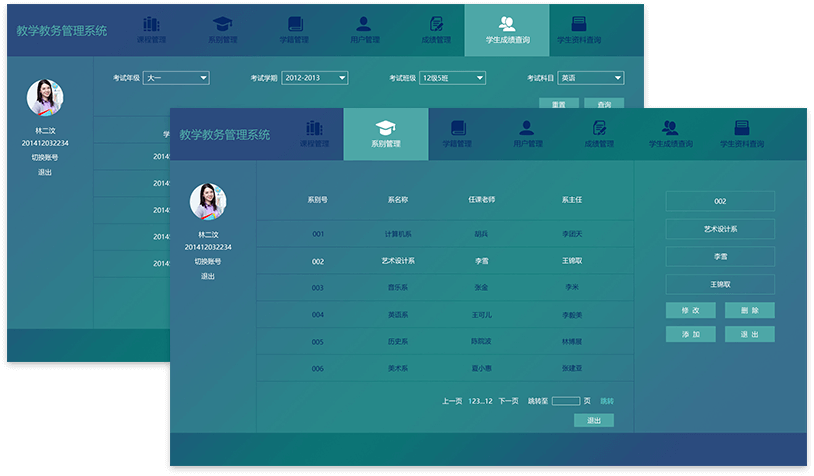 教学教务管理系统
课程管理 系别管理 学籍管理 用户管理 成绩管理 学生成绩查询 学生资料查询
林二汶
201412032234
切换账号
退出
考试年级 大一 考试学期 2012-2013 考试班级 12级5班 考试科目 英语
重置 查询
学
2014
2014
2014
2014
2014
教学教务管理系统
课程管理 系别管理 学籍管理 用户管理 成绩管理 学生成绩查询 学生资料查询
林二汶
201412032234
切换账号
退出
系别号 系名称 任课老师 系主任
001 计算机系 胡兵 李团天
002 艺术设计系 李雪 王锦取
003 音乐系 张金 李米
004 英语系 王可儿 李毅美
005 历史系 陈靓波 林博展
006 美术系 夏小寒 张建亚
上一页 123...12 下一页 跳转至 页 跳转
退出
002
艺术设计系
李雪
王锦取
修 改 删 除
添 加 退 出